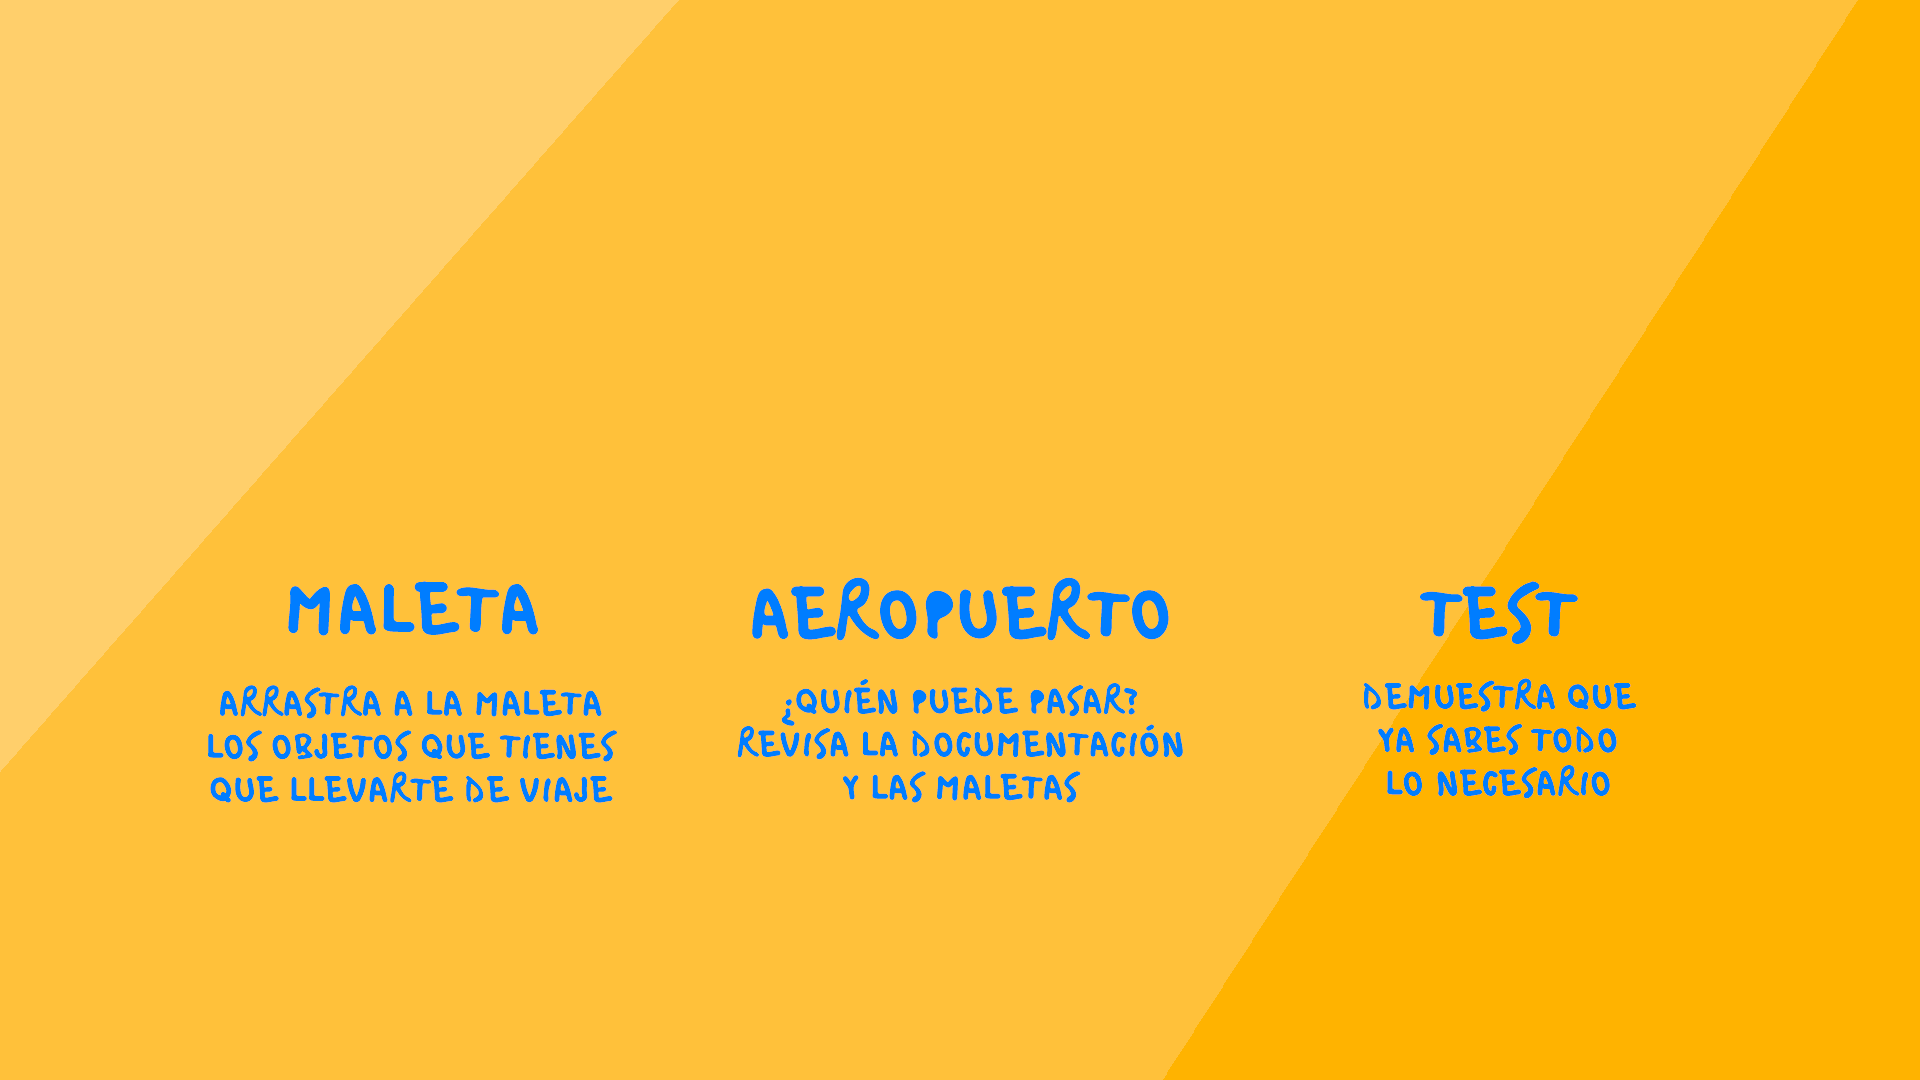 MALETA
ARRASTRA A LA MALETA
LOS OBJETOS QUE TIENES
QUE LLEVARTE DE VIAJE
AEROPUERTO
¿QUIÉN PUEDE PASAR?
REVISA LA DOCUMENTACIÓN
Y LAS MALETAS
TEST
DEMUESTRA QUE
YA SABES TODO
LO NECESARIO